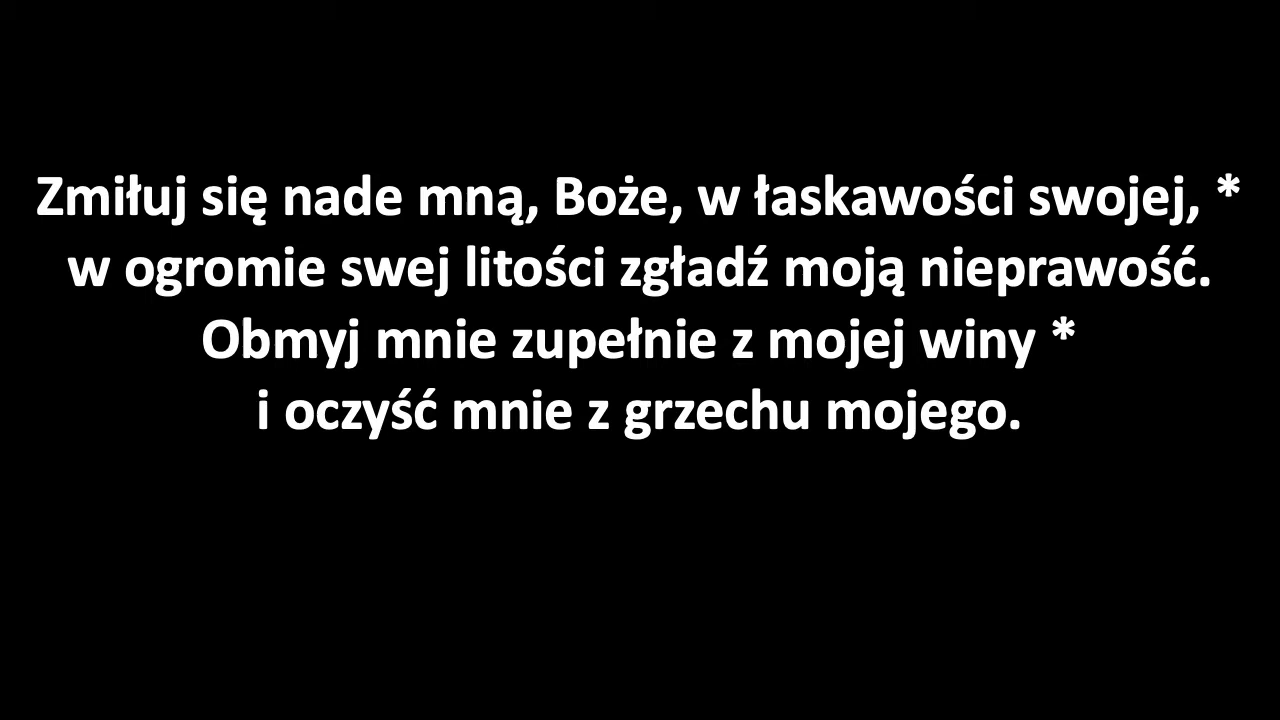 Zmiłuj się nade mną, Boże, w łaskawości swojej, *
w ogromie swej litości zgładź moją nieprawość.
Obmyj mnie zupełnie z mojej winy *
i oczyść mnie z grzechu mojego.